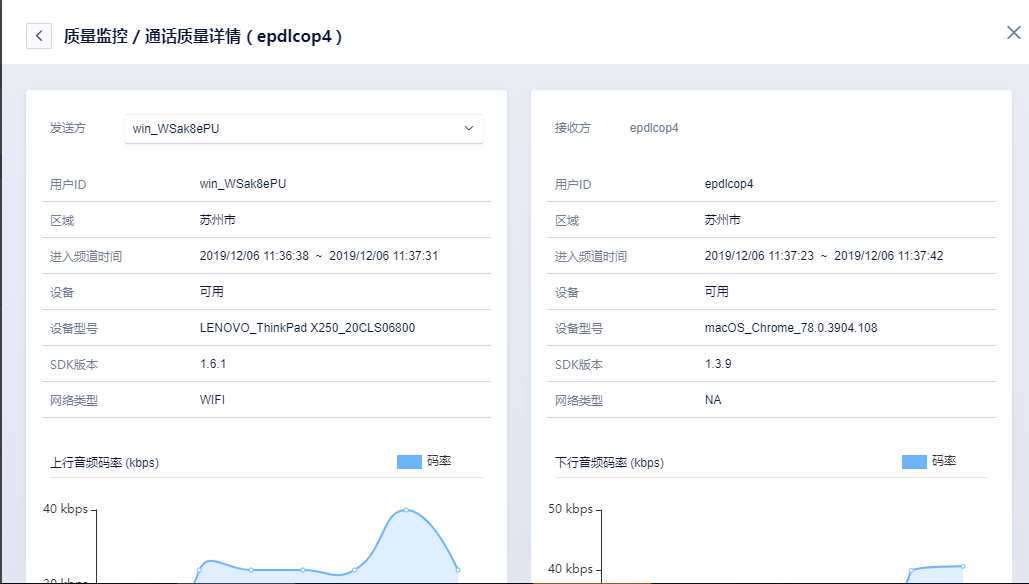 质量监控 / 通话质量详情 ( epdlcop4 )
发送方 win_WSak8ePU
用户ID win_WSak8ePU
区域 苏州市
进入频道时间 2019/12/06 11:36:38 ~ 2019/12/06 11:37:31
设备 可用
设备型号 LENOVO_ThinkPad X250_20CLS06800
SDK版本 1.6.1
网络类型 WIFI
上行音频码率 (kbps) 码率
40 kbps
30 kbps
接收方 epdlcop4
用户ID epdlcop4
区域 苏州市
进入频道时间 2019/12/06 11:37:23 ~ 2019/12/06 11:37:42
设备 可用
设备型号 macOS_Chrome_78.0.3904.108
SDK版本 1.3.9
网络类型 NA
下行音频码率 (kbps) 码率
50 kbps
40 kbps